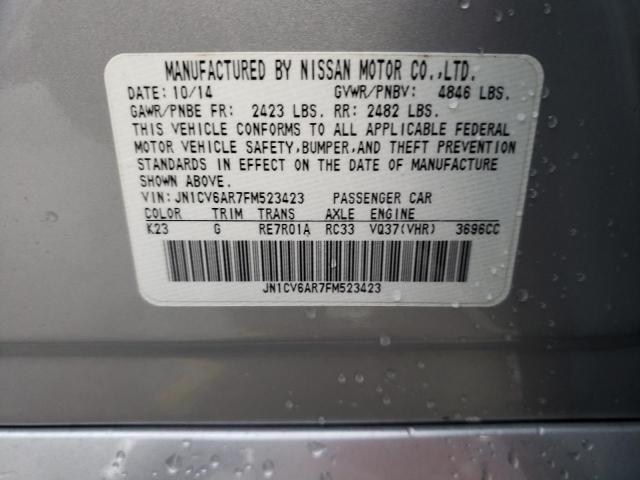 MANUFACTURED BY NISSAN MOTOR CO.,LTD.
DATE: 10/14 GVWR/PNBV: 4846 LBS.
GAWR/PNBE FR: 2423 LBS. RR: 2482 LBS.
THIS VEHICLE CONFORMS TO ALL APPLICABLE FEDERAL
MOTOR VEHICLE SAFETY,BUMPER,AND THEFT PREVENTION
STANDARDS IN EFFECT ON THE DATE OF MANUFACTURE
SHOWN ABOVE.
VIN: JN1CV6AR7FM523423 PASSENGER CAR
COLOR TRIM TRANS AXLE ENGINE
K23 G RE7R01A RC33 VQ37(VHR) 3696CC
JN1CV6AR7FM523423